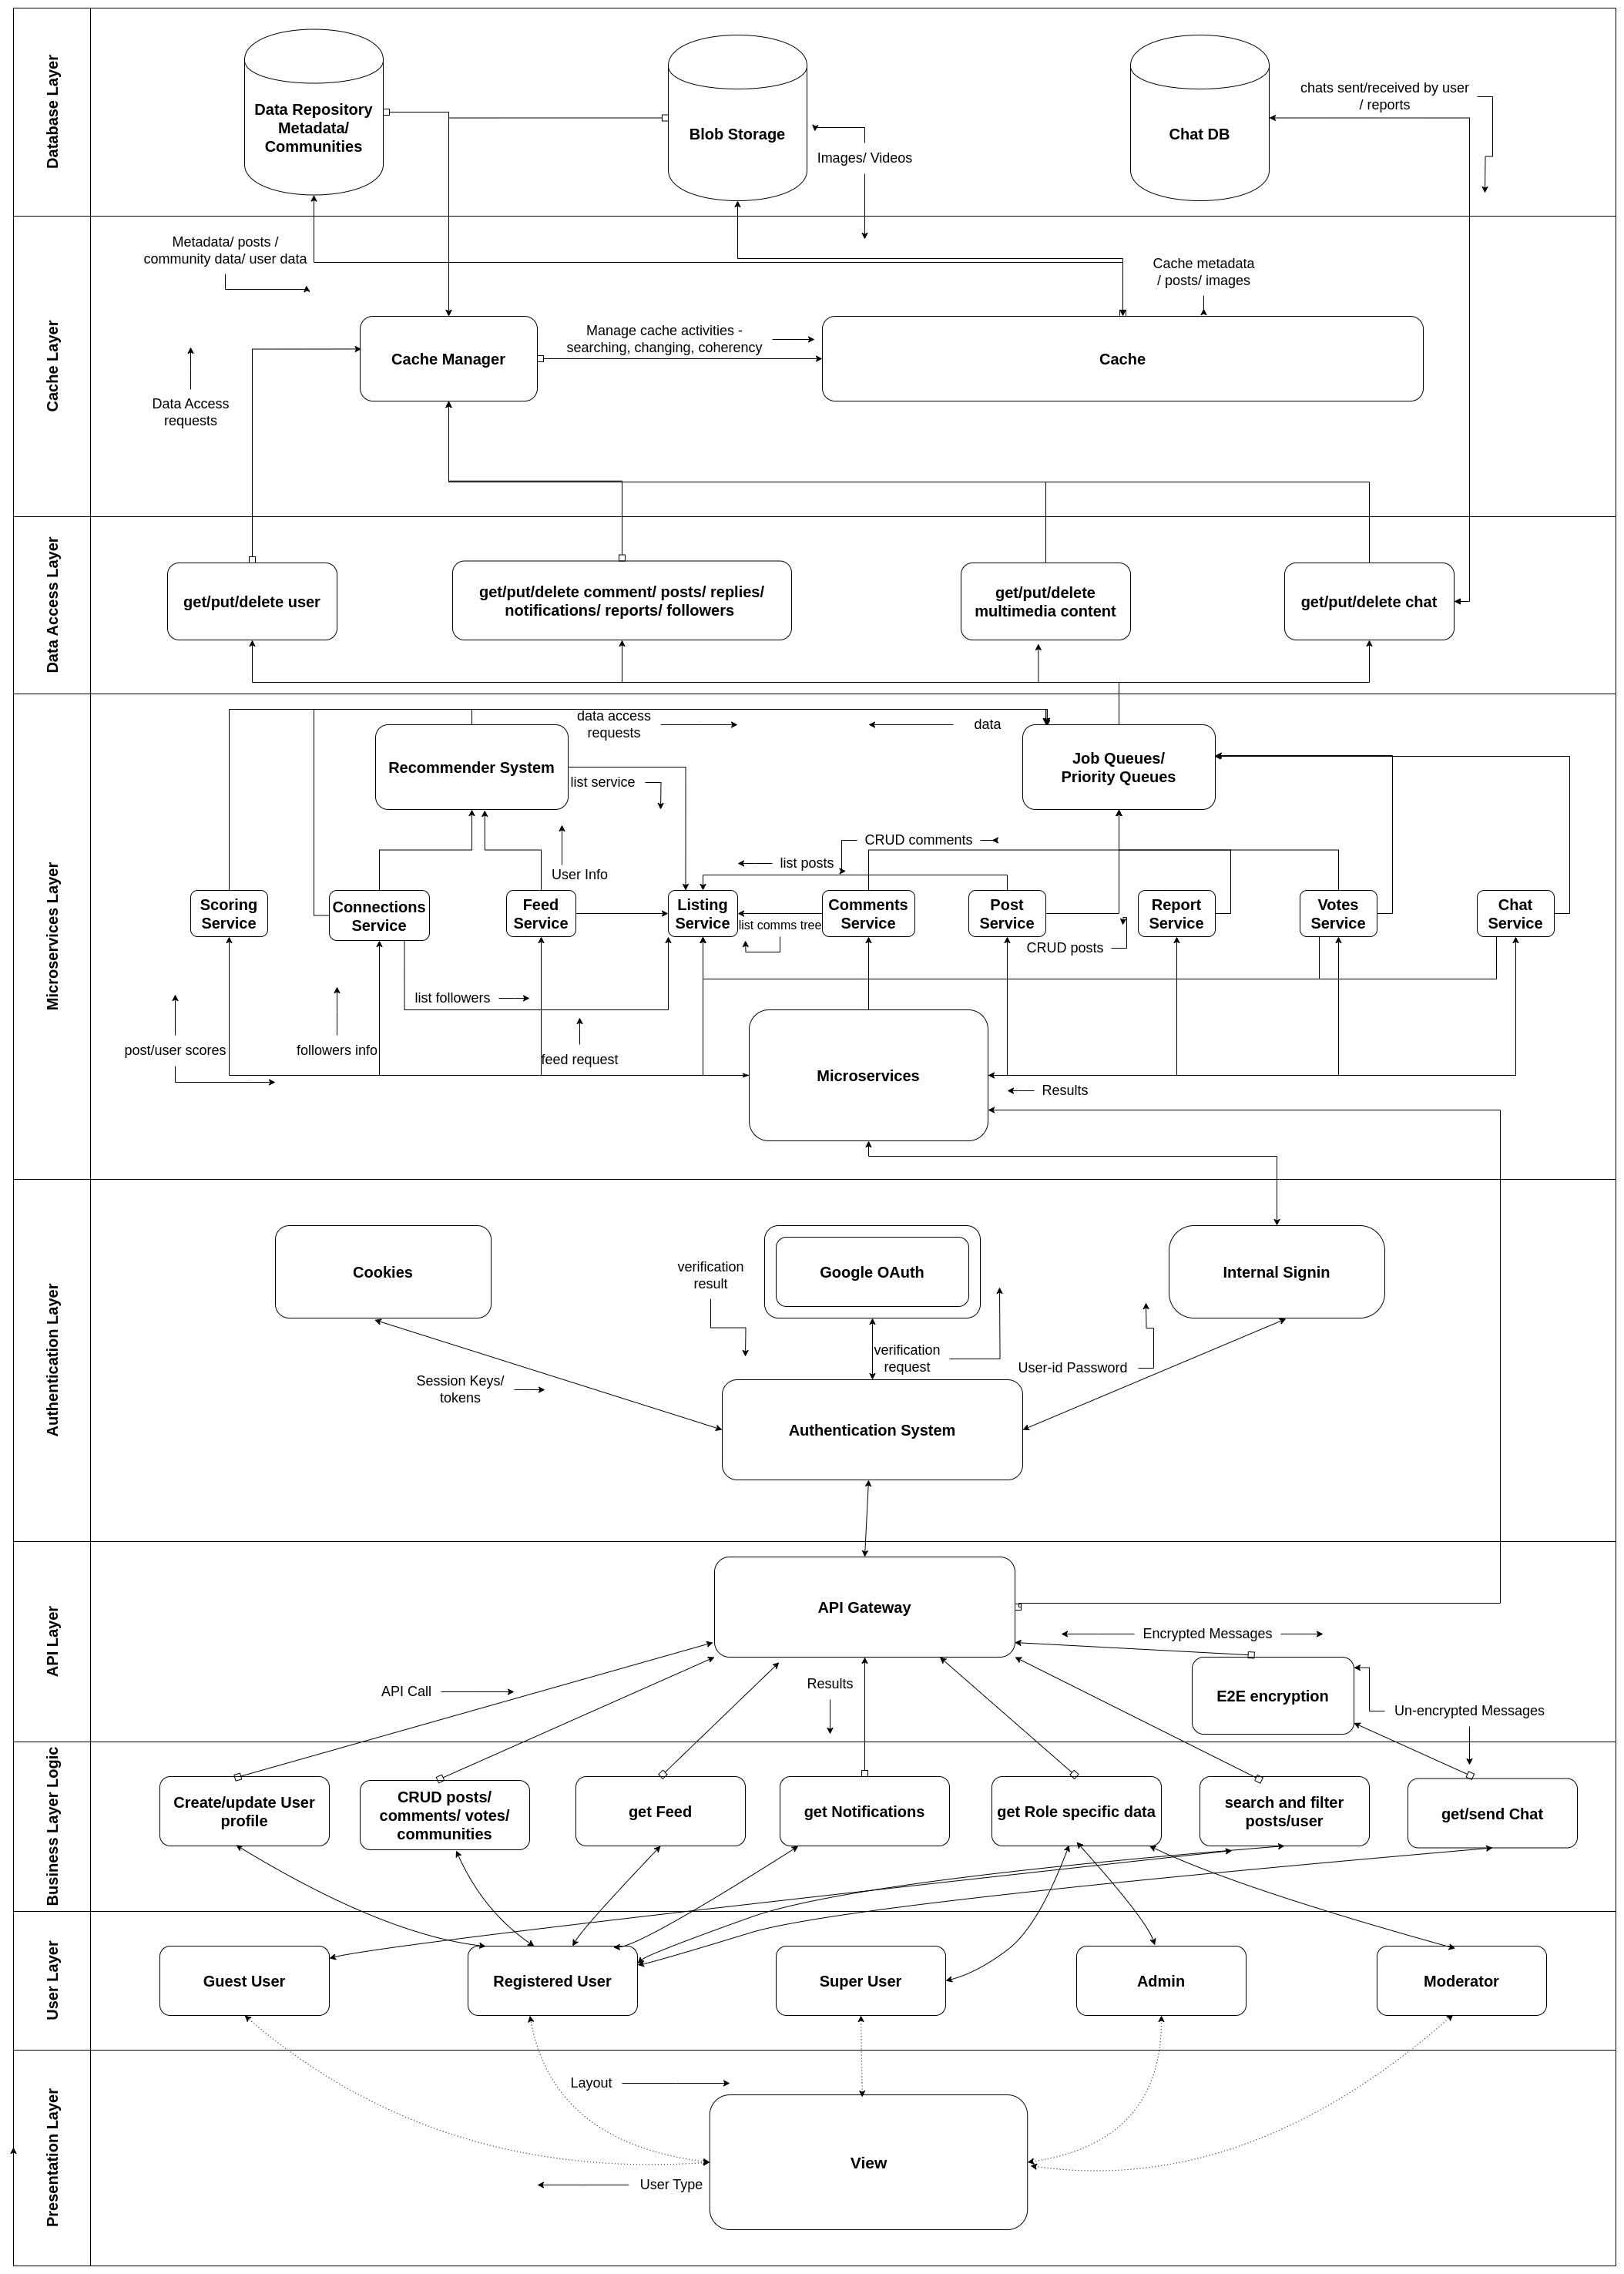 Database Layer
Data Repository
Metadata/
Communities
Blob Storage
Images/ Videos
Chat DB
chats sent/received by user
/ reports
Cache Layer
Metadata/ posts /
community data/ user data
Cache metadata
/ posts/ images
Cache Manager
Manage cache activities -
searching, changing, coherency
Cache
Data Access
requests
Data Access Layer
get/put/delete user
get/put/delete comment/ posts/ replies/
notifications/ reports/ followers
get/put/delete
multimedia content
get/put/delete chat
Microservices Layer
data access
requests
data
Recommender System
list service
Job Queues/
Priority Queues
CRUD comments
list posts
User Info
Scoring
Service
Connections
Service
Feed
Service
Listing
Service
list comms tree
Comments
Service
Post
Service
CRUD posts
Report
Service
Votes
Service
Chat
Service
list followers
post/user scores
followers info
feed request
Microservices
Results
Authentication Layer
Cookies
verification
result
Google OAuth
Internal Signin
verification
request
User-id Password
Session Keys/
tokens
Authentication System
API Layer
API Gateway
Encrypted Messages
API Call
Results
E2E encryption
Un-encrypted Messages
Business Layer Logic
Create/update User
profile
CRUD posts/
comments/ votes/
communities
get Feed
get Notifications
get Role specific data
search and filter
posts/user
get/send Chat
User Layer
Guest User
Registered User
Super User
Admin
Moderator
Presentation Layer
Layout
View
User Type